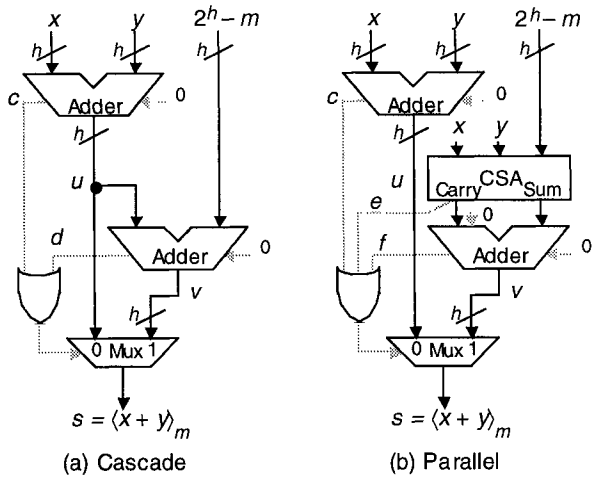 x y 2^h – m
h h h
c Adder 0
h
u
d Adder 0
v
h
0 Mux 1
s = ⟨x + y⟩_m
(a) Cascade
x y 2^h – m
h h h
c Adder 0
h x y
u Carry CSA Sum
e 0
f Adder 0
v
h
0 Mux 1
s = ⟨x + y⟩_m
(b) Parallel